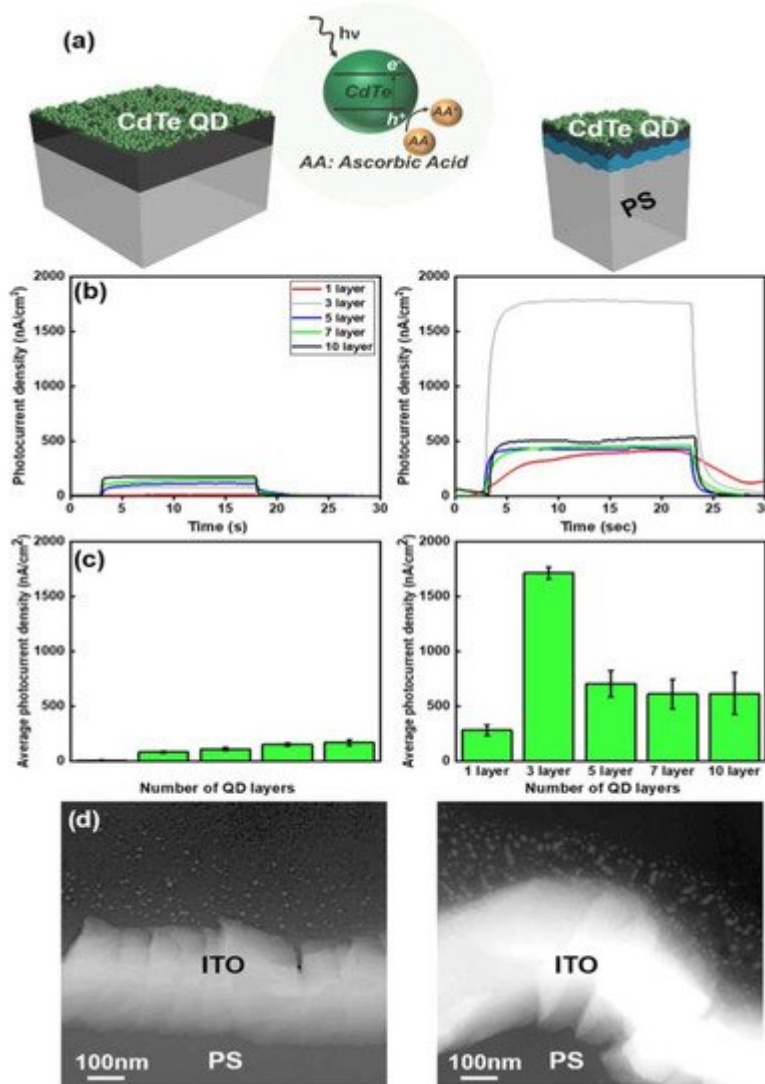 (a)
hν
CdTe QD
e⁻
CdTe
h⁺
AA⁺
AA
AA: Ascorbic Acid
CdTe QD
PS
(b)
Photocurrent density (nA/cm²)
2000
1500
1000
500
0
1 layer
3 layer
5 layer
7 layer
10 layer
5 10 15 20 25 30
Time (s)
Photocurrent density (nA/cm²)
2000
1500
1000
500
0
0 5 10 15 20 25 30
Time (sec)
(c)
Average photocurrent density (nA/cm²)
2000
1500
1000
500
0
Number of QD layers
Average photocurrent density (nA/cm²)
2000
1500
1000
500
0
1 layer 3 layer 5 layer 7 layer 10 layer
Number of QD layers
(d)
ITO
100nm
PS
ITO
100nm
PS